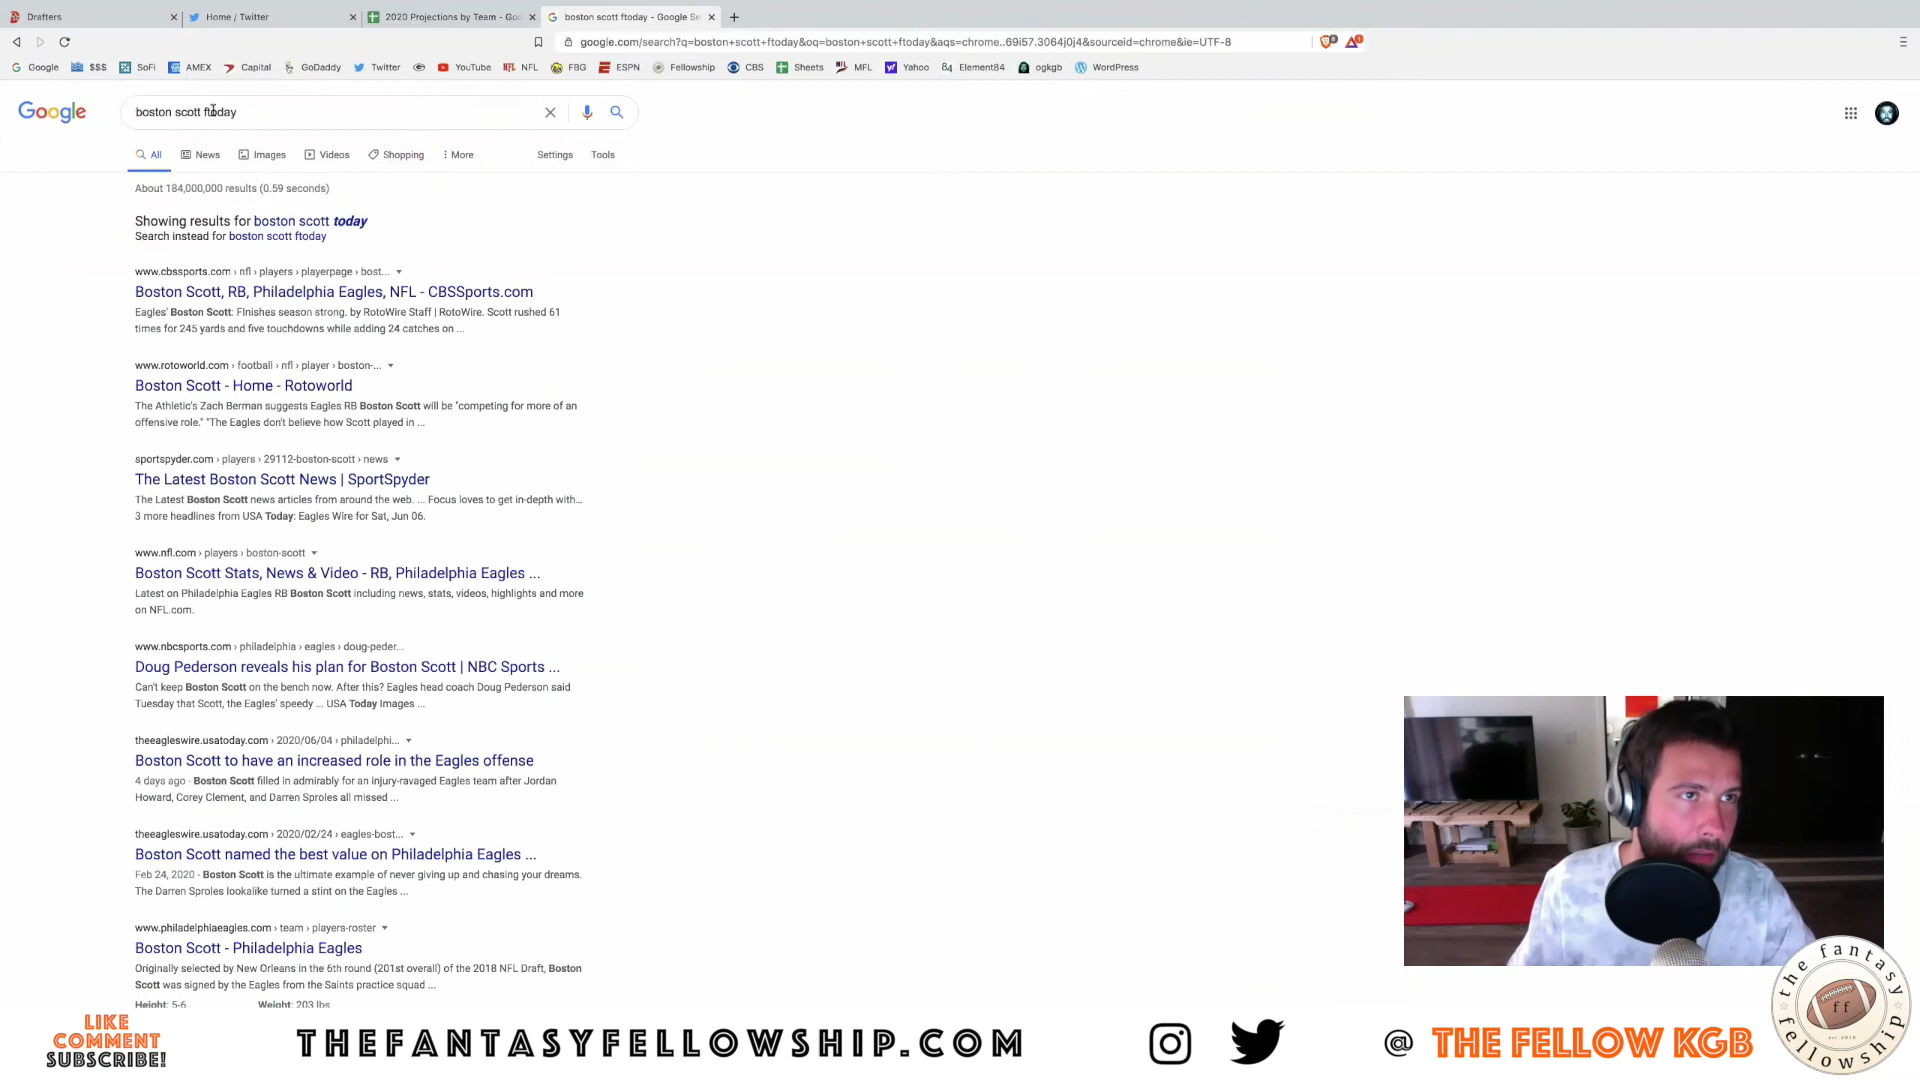 Drafters
Home / Twitter
2020 Projections by Team - Goo
boston scott ftoday - Google Se
google.com/search?q=boston+scott+ftoday&oq=boston+scott+ftoday&aqs=chrome..69i57.3064j0j4&sourceid=chrome&ie=UTF-8
Google $$$ SoFi AMEX Capital GoDaddy Twitter YouTube NFL FBG ESPN Fellowship CBS Sheets MFL Yahoo Element84 ogkgb WordPress
Google
boston scott ftoday
All News Images Videos Shopping More Settings Tools
About 184,000,000 results (0.59 seconds)
Showing results for boston scott today
Search instead for boston scott ftoday
www.cbssports.com › nfl › players › playerpage › bost...
Boston Scott, RB, Philadelphia Eagles, NFL - CBSSports.com
Eagles' Boston Scott: FInishes season strong. by RotoWire Staff | RotoWire. Scott rushed 61
times for 245 yards and five touchdowns while adding 24 catches on ...
www.rotoworld.com › football › nfl › player › boston-...
Boston Scott - Home - Rotoworld
The Athletic's Zach Berman suggests Eagles RB Boston Scott will be "competing for more of an
offensive role." "The Eagles don't believe how Scott played in ...
sportspyder.com › players › 29112-boston-scott › news
The Latest Boston Scott News | SportSpyder
The Latest Boston Scott news articles from around the web. ... Focus loves to get in-depth with...
3 more headlines from USA Today: Eagles Wire for Sat, Jun 06.
www.nfl.com › players › boston-scott
Boston Scott Stats, News & Video - RB, Philadelphia Eagles ...
Latest on Philadelphia Eagles RB Boston Scott including news, stats, videos, highlights and more
on NFL.com.
www.nbcsports.com › philadelphia › eagles › doug-peder...
Doug Pederson reveals his plan for Boston Scott | NBC Sports ...
Can't keep Boston Scott on the bench now. After this? Eagles head coach Doug Pederson said
Tuesday that Scott, the Eagles' speedy ... USA Today Images ...
theeagleswire.usatoday.com › 2020/06/04 › philadelphi...
Boston Scott to have an increased role in the Eagles offense
4 days ago - Boston Scott filled in admirably for an injury-ravaged Eagles team after Jordan
Howard, Corey Clement, and Darren Sproles all missed ...
theeagleswire.usatoday.com › 2020/02/24 › eagles-bost...
Boston Scott named the best value on Philadelphia Eagles ...
Feb 24, 2020 - Boston Scott is the ultimate example of never giving up and chasing your dreams.
The Darren Sproles lookalike turned a stint on the Eagles ...
www.philadelphiaeagles.com › team › players-roster
Boston Scott - Philadelphia Eagles
Originally selected by New Orleans in the 6th round (201st overall) of the 2018 NFL Draft, Boston
Scott was signed by the Eagles from the Saints practice squad ...
Height: 5-6 Weight: 203 lbs
LIKE
COMMENT
SUBSCRIBE!
THEFANTASYFELLOWSHIP.COM
@ THE FELLOW KGB
the fantasy
ff
fellowship